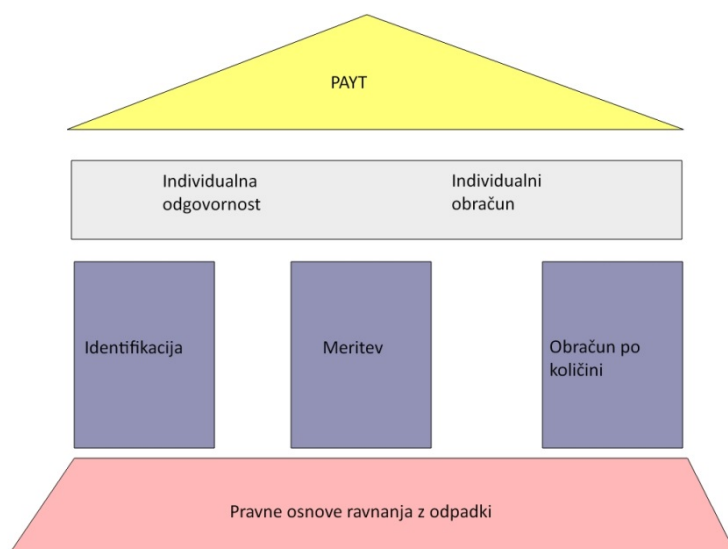 PAYT
Individualna
odgovornost
Individualni
obračun
Identifikacija
Meritev
Obračun po
količini
Pravne osnove ravnanja z odpadki